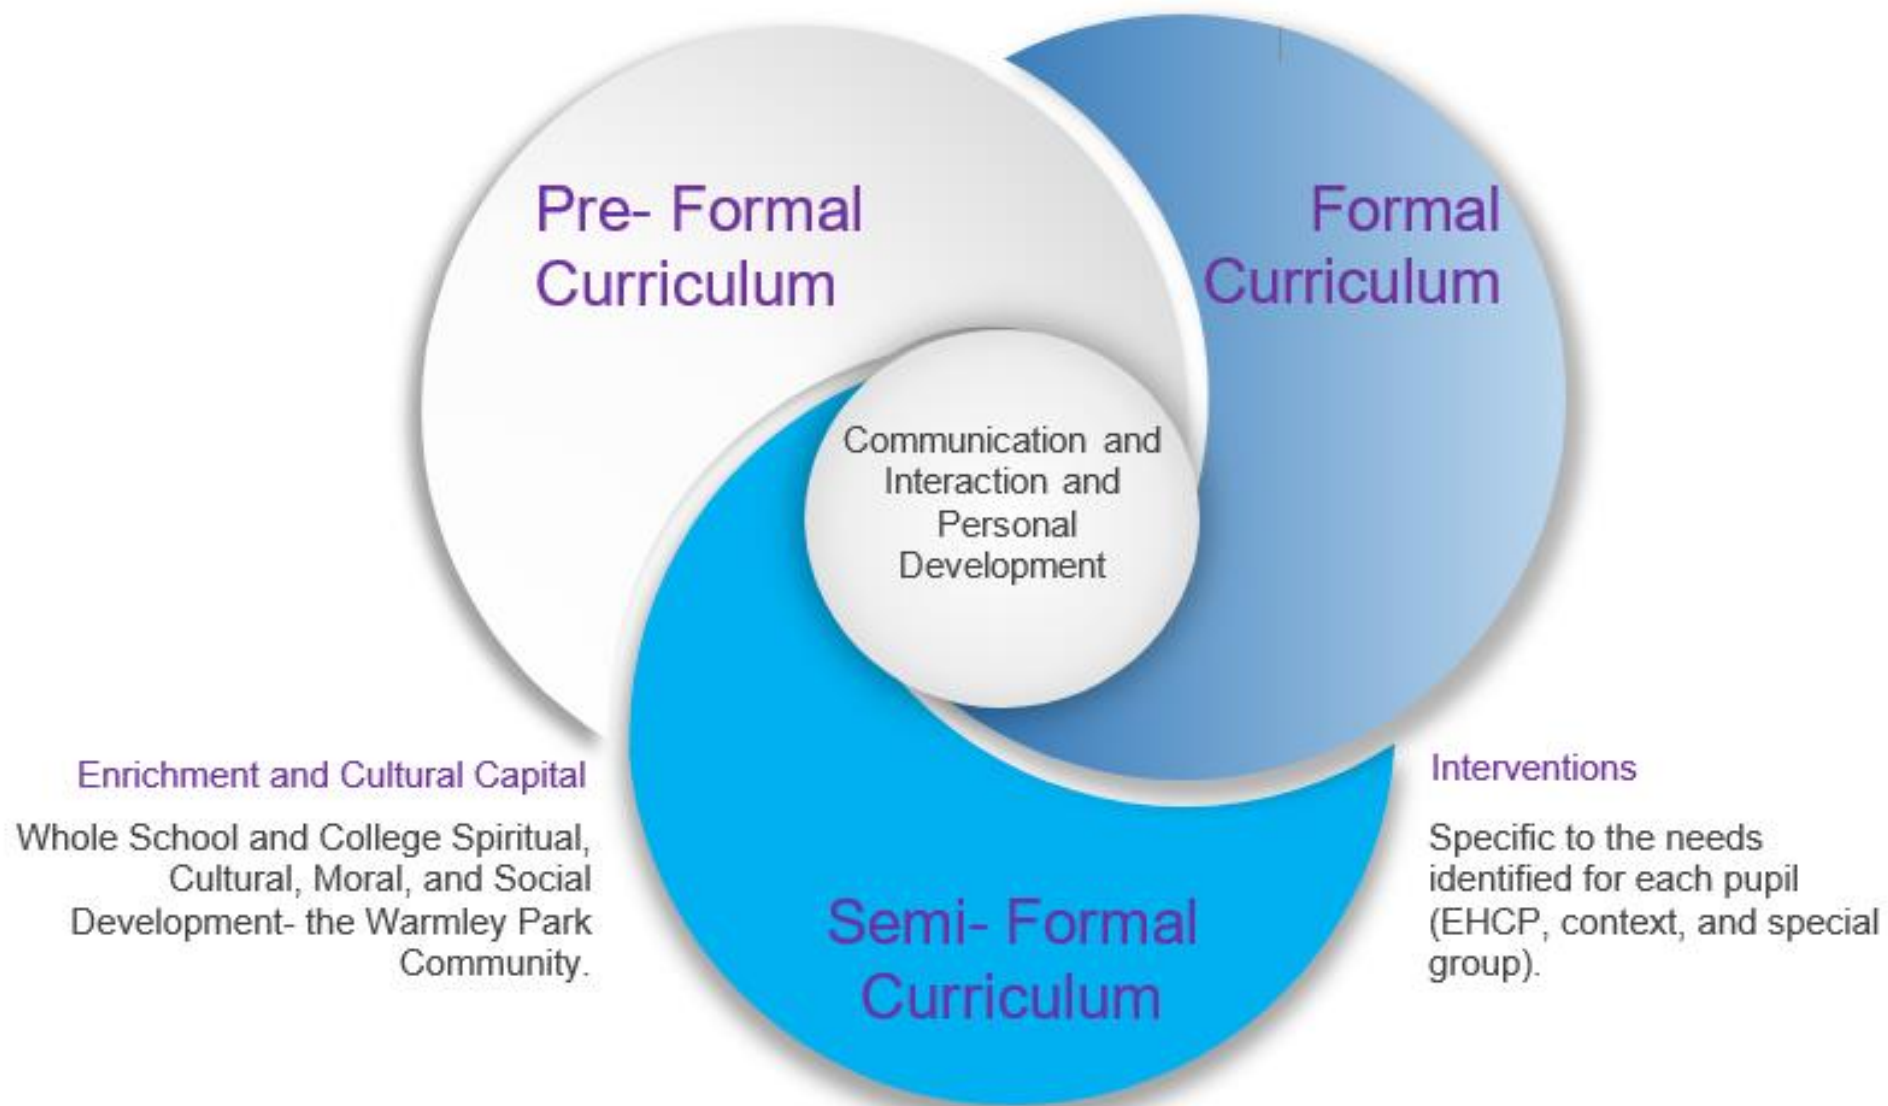 Pre- Formal
Curriculum
Formal
Curriculum
Communication and
Interaction and
Personal
Development
Enrichment and Cultural Capital
Whole School and College Spiritual,
Cultural, Moral, and Social
Development- the Warmley Park
Community.
Semi- Formal
Curriculum
Interventions
Specific to the needs
identified for each pupil
(EHCP, context, and special
group).